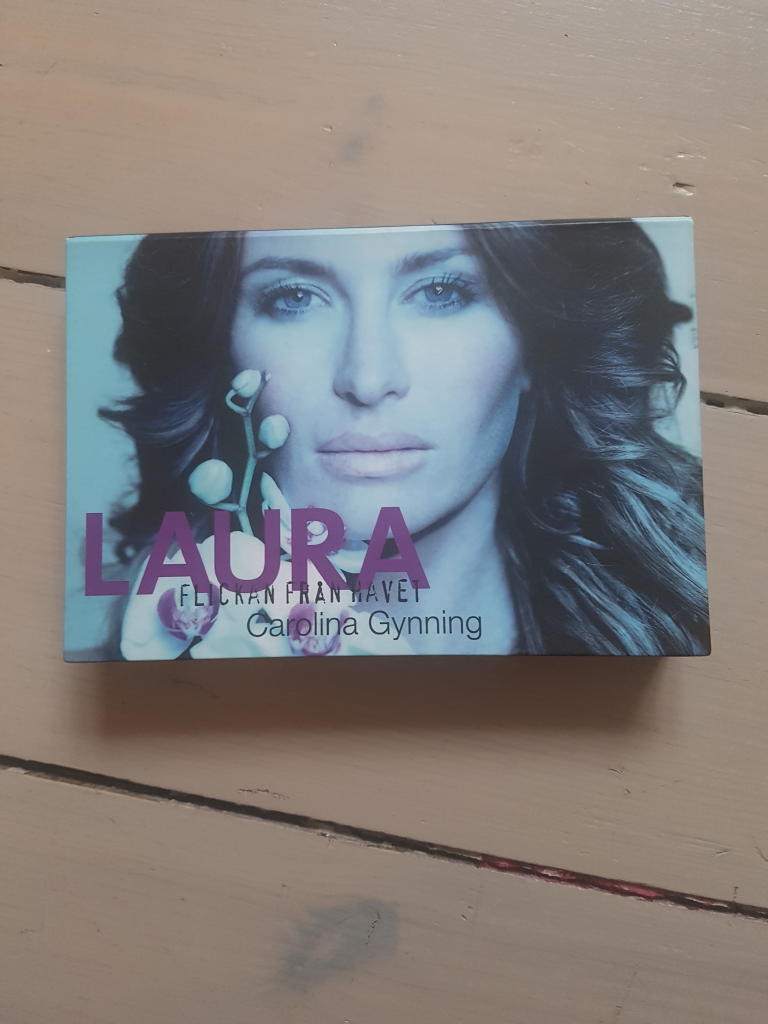 LAURA
FLICKAN FRÅN HAVET
Carolina Gynning